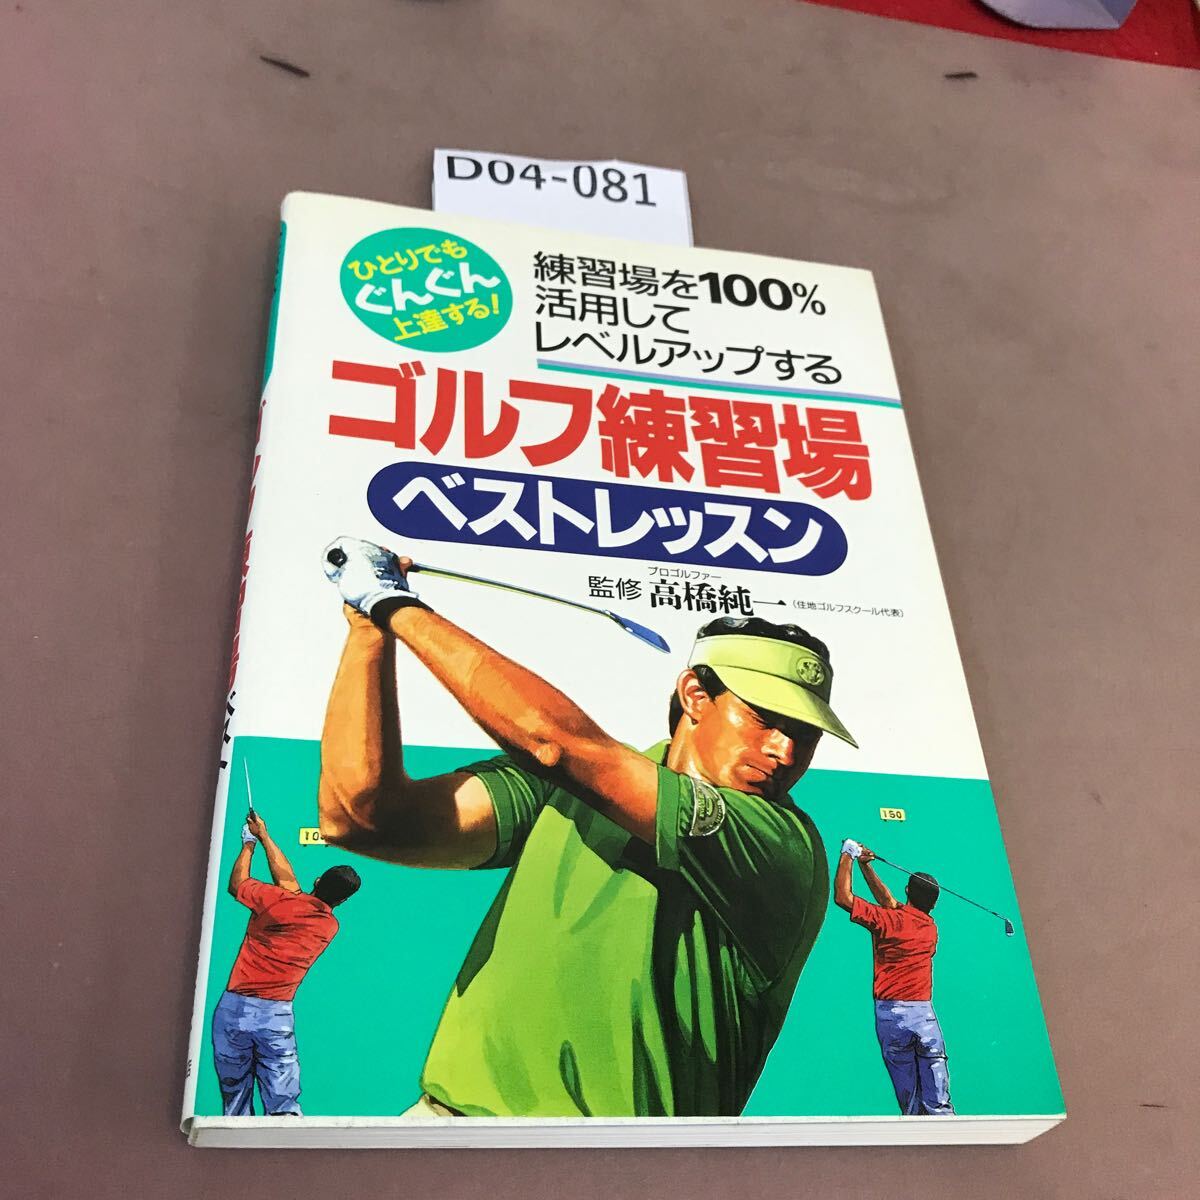 D04-081
ひとりでも
ぐんぐん
上達する!
練習場を100%
活用して
レベルアップする
ゴルフ練習場
ベストレッスン
プロゴルファー
監修 高橋純一(住地ゴルフスクール代表)
150